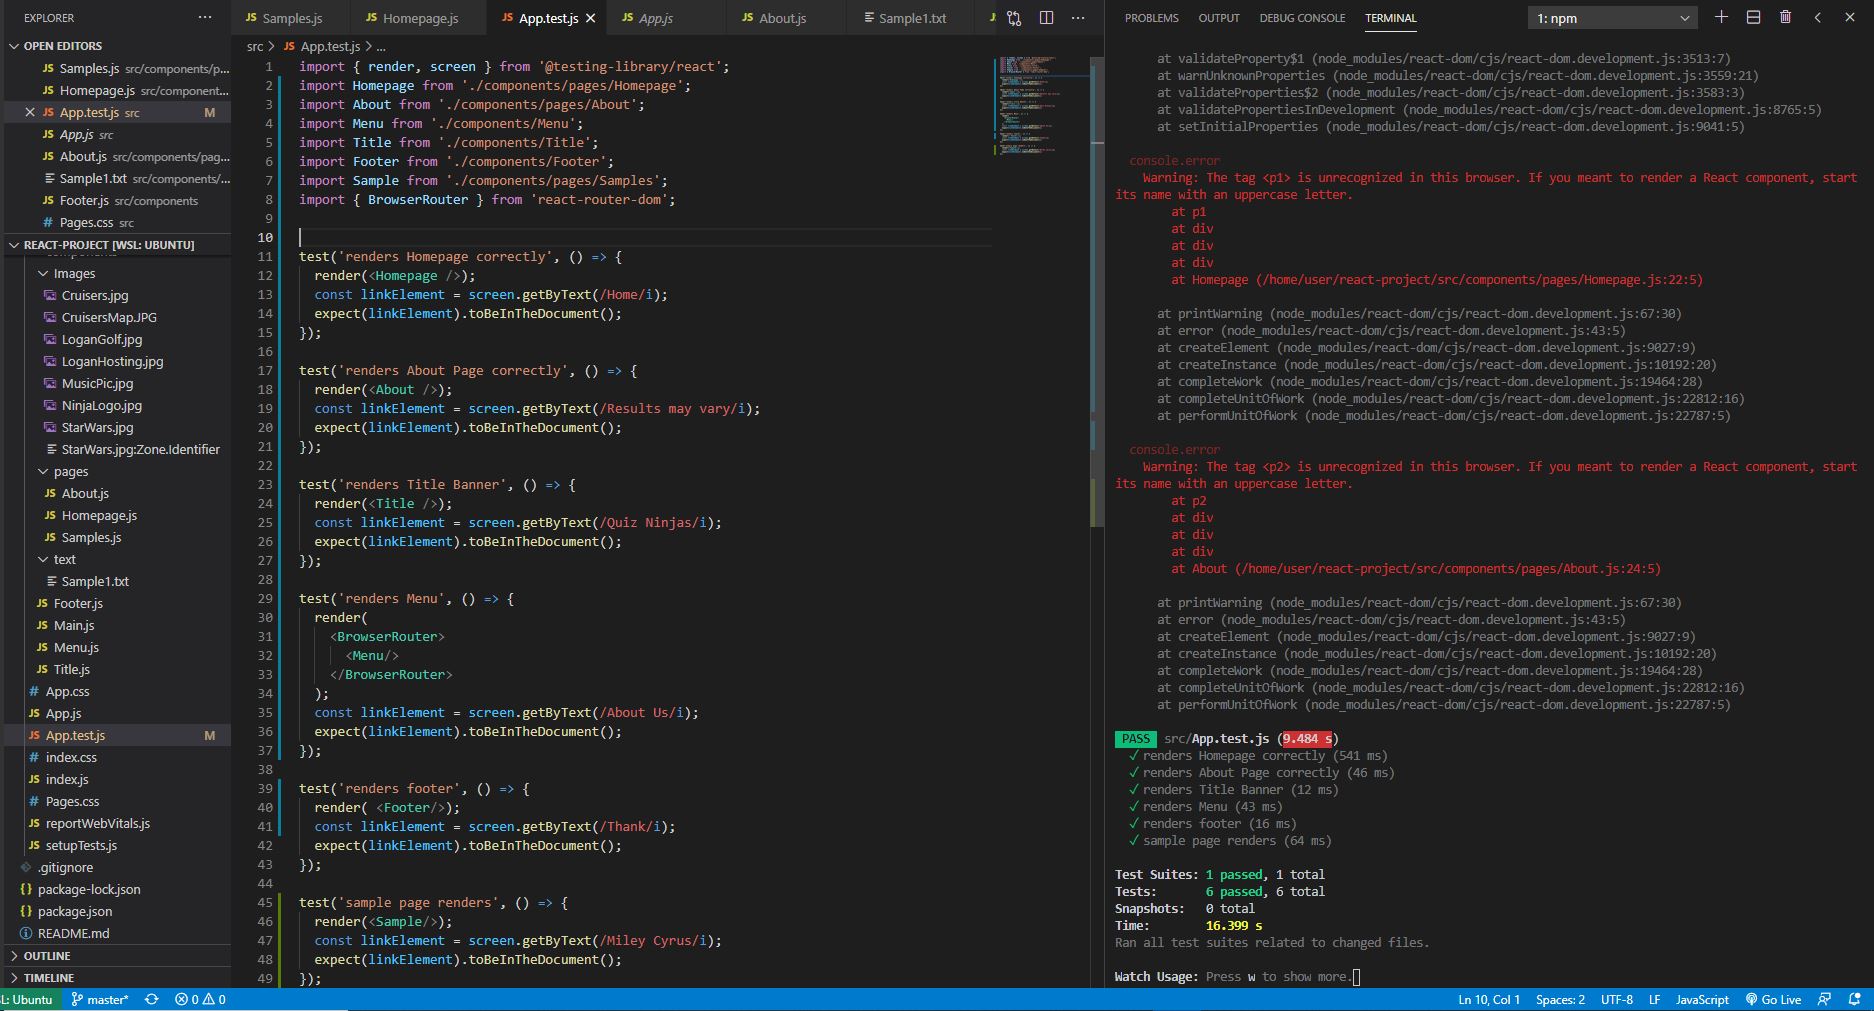 EXPLORER
OPEN EDITORS
Samples.js src/components/p...
Homepage.js src/component...
App.test.js src M
App.js src
About.js src/components/pag...
Sample1.txt src/components/...
Footer.js src/components
Pages.css src
REACT-PROJECT [WSL: UBUNTU]
Images
Cruisers.jpg
CruisersMap.JPG
LoganGolf.jpg
LoganHosting.jpg
MusicPic.jpg
NinjaLogo.jpg
StarWars.jpg
StarWars.jpg:Zone.Identifier
pages
About.js
Homepage.js
Samples.js
text
Sample1.txt
Footer.js
Main.js
Menu.js
Title.js
App.css
App.js
App.test.js M
index.css
index.js
Pages.css
reportWebVitals.js
setupTests.js
.gitignore
package-lock.json
package.json
README.md
OUTLINE
TIMELINE
Samples.js Homepage.js App.test.js App.js About.js Sample1.txt
src > JS App.test.js > ...
1 import { render, screen } from '@testing-library/react';
2 import Homepage from './components/pages/Homepage';
3 import About from './components/pages/About';
4 import Menu from './components/Menu';
5 import Title from './components/Title';
6 import Footer from './components/Footer';
7 import Sample from './components/pages/Samples';
8 import { BrowserRouter } from 'react-router-dom';
9
10
11 test('renders Homepage correctly', () => {
12 render(<Homepage />);
13 const linkElement = screen.getByText(/Home/i);
14 expect(linkElement).toBeInTheDocument();
15 });
16
17 test('renders About Page correctly', () => {
18 render(<About />);
19 const linkElement = screen.getByText(/Results may vary/i);
20 expect(linkElement).toBeInTheDocument();
21 });
22
23 test('renders Title Banner', () => {
24 render(<Title />);
25 const linkElement = screen.getByText(/Quiz Ninjas/i);
26 expect(linkElement).toBeInTheDocument();
27 });
28
29 test('renders Menu', () => {
30 render(
31 <BrowserRouter>
32 <Menu/>
33 </BrowserRouter>
34 );
35 const linkElement = screen.getByText(/About Us/i);
36 expect(linkElement).toBeInTheDocument();
37 });
38
39 test('renders footer', () => {
40 render( <Footer/>);
41 const linkElement = screen.getByText(/Thank/i);
42 expect(linkElement).toBeInTheDocument();
43 });
44
45 test('sample page renders', () => {
46 render(<Sample/>);
47 const linkElement = screen.getByText(/Miley Cyrus/i);
48 expect(linkElement).toBeInTheDocument();
49 });
PROBLEMS OUTPUT DEBUG CONSOLE TERMINAL 1: npm
at validateProperty$1 (node_modules/react-dom/cjs/react-dom.development.js:3513:7)
at warnUnknownProperties (node_modules/react-dom/cjs/react-dom.development.js:3559:21)
at validateProperties$2 (node_modules/react-dom/cjs/react-dom.development.js:3583:3)
at validatePropertiesInDevelopment (node_modules/react-dom/cjs/react-dom.development.js:8765:5)
at setInitialProperties (node_modules/react-dom/cjs/react-dom.development.js:9041:5)
console.error
Warning: The tag <p1> is unrecognized in this browser. If you meant to render a React component, start
its name with an uppercase letter.
at p1
at div
at div
at div
at Homepage (/home/user/react-project/src/components/pages/Homepage.js:22:5)
at printWarning (node_modules/react-dom/cjs/react-dom.development.js:67:30)
at error (node_modules/react-dom/cjs/react-dom.development.js:43:5)
at createElement (node_modules/react-dom/cjs/react-dom.development.js:9027:9)
at createInstance (node_modules/react-dom/cjs/react-dom.development.js:10192:20)
at completeWork (node_modules/react-dom/cjs/react-dom.development.js:19464:28)
at completeUnitOfWork (node_modules/react-dom/cjs/react-dom.development.js:22812:16)
at performUnitOfWork (node_modules/react-dom/cjs/react-dom.development.js:22787:5)
console.error
Warning: The tag <p2> is unrecognized in this browser. If you meant to render a React component, start
its name with an uppercase letter.
at p2
at div
at div
at div
at About (/home/user/react-project/src/components/pages/About.js:24:5)
at printWarning (node_modules/react-dom/cjs/react-dom.development.js:67:30)
at error (node_modules/react-dom/cjs/react-dom.development.js:43:5)
at createElement (node_modules/react-dom/cjs/react-dom.development.js:9027:9)
at createInstance (node_modules/react-dom/cjs/react-dom.development.js:10192:20)
at completeWork (node_modules/react-dom/cjs/react-dom.development.js:19464:28)
at completeUnitOfWork (node_modules/react-dom/cjs/react-dom.development.js:22812:16)
at performUnitOfWork (node_modules/react-dom/cjs/react-dom.development.js:22787:5)
PASS src/App.test.js (9.484 s)
✓ renders Homepage correctly (541 ms)
✓ renders About Page correctly (46 ms)
✓ renders Title Banner (12 ms)
✓ renders Menu (43 ms)
✓ renders footer (16 ms)
✓ sample page renders (64 ms)
Test Suites: 1 passed, 1 total
Tests: 6 passed, 6 total
Snapshots: 0 total
Time: 16.399 s
Ran all test suites related to changed files.
Watch Usage: Press w to show more.
L: Ubuntu master* 0 0 Ln 10, Col 1 Spaces: 2 UTF-8 LF JavaScript Go Live